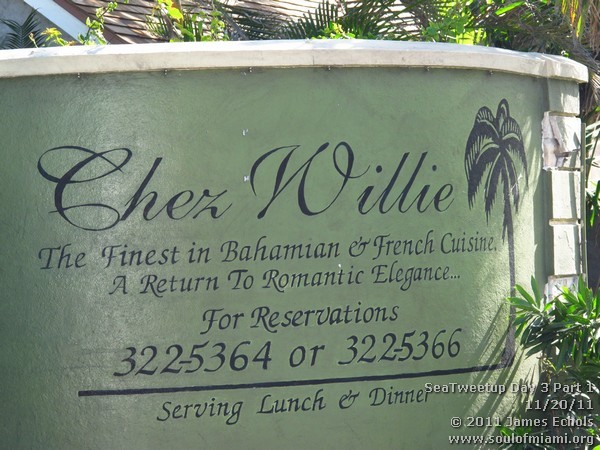 Chez Willie
The Finest in Bahamian & French Cuisine.
A Return To Romantic Elegance...
For Reservations
322-5364 or 322-5366
Serving Lunch & Dinner
SeaTweetup Day 3 Part 1
11/20/11
© 2011 James Echols
www.soulofmiami.org